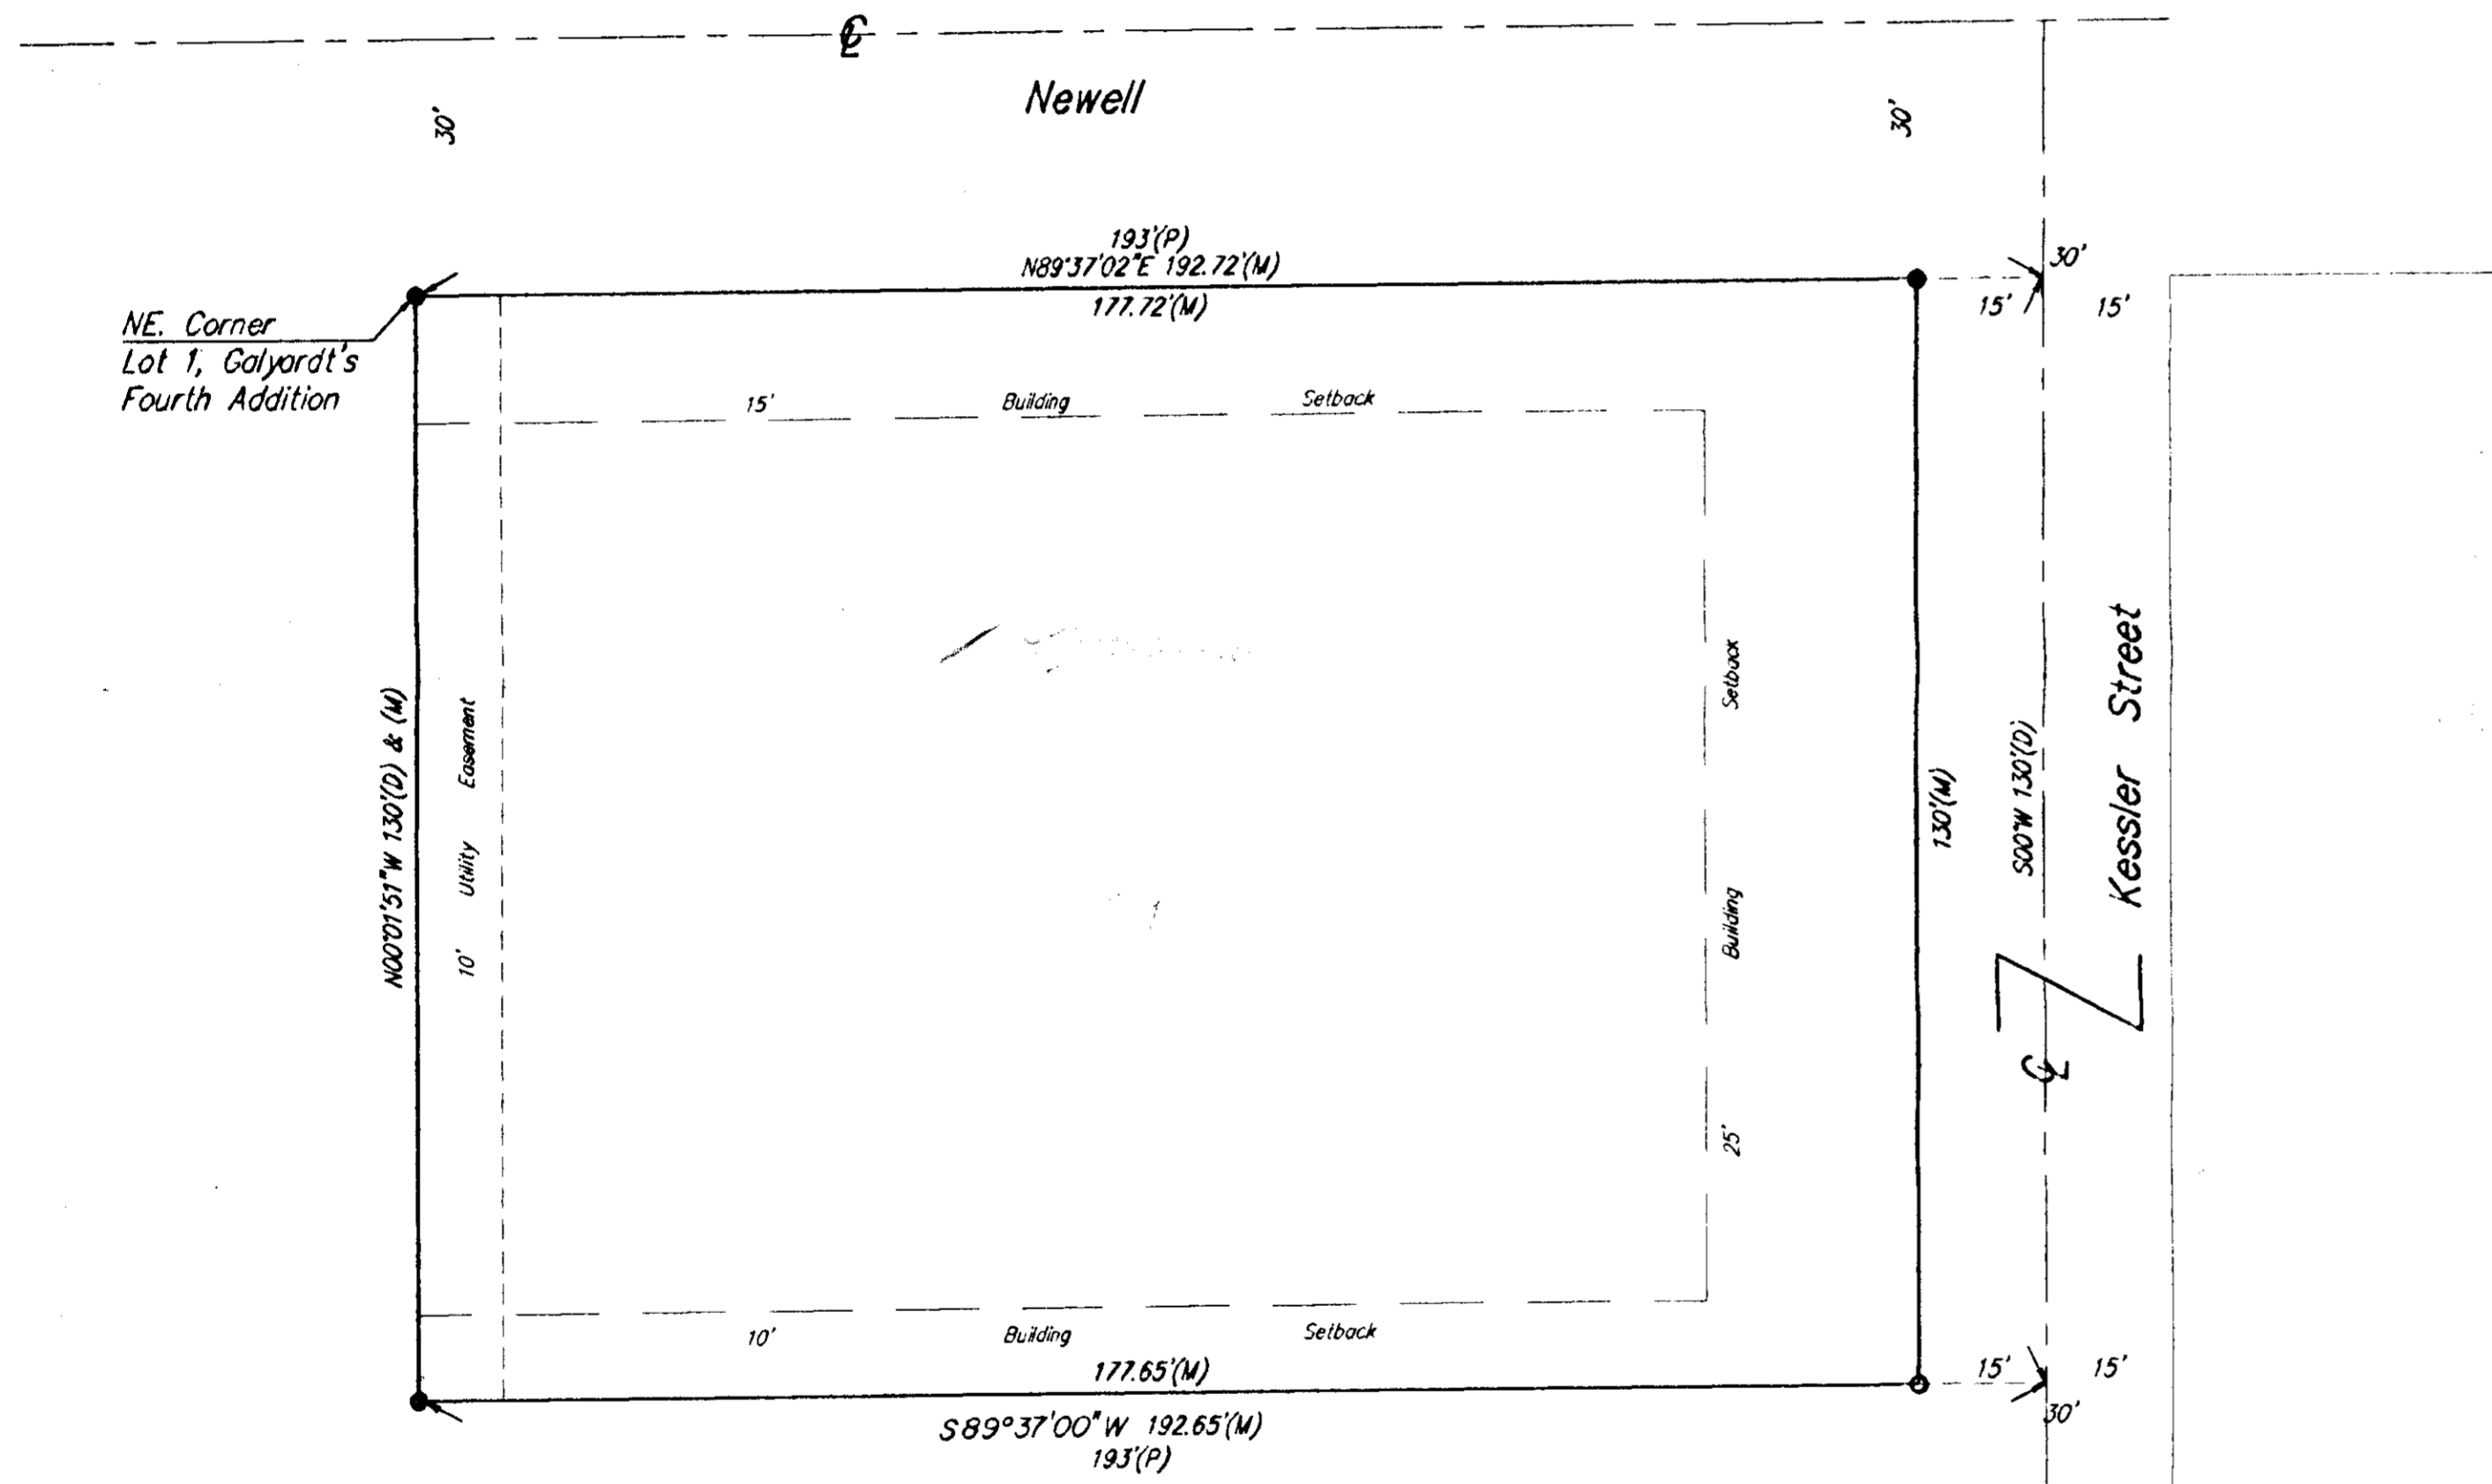 ℄
Newell
30'
30'
193'(P)
N89°37'02"E 192.72'(M)
177.72'(M)
30'
15'
15'
NE. Corner
Lot 1, Galyardt's
Fourth Addition
15' Building Setback
N00°01'51"W 130'(D) & (M)
10' Utility Easement
25' Building Setback
130'(M)
S00°W 130'(D)
Kessler Street
℄
10' Building Setback
177.65'(M)
15'
15'
30'
S89°37'00"W 192.65'(M)
193'(P)